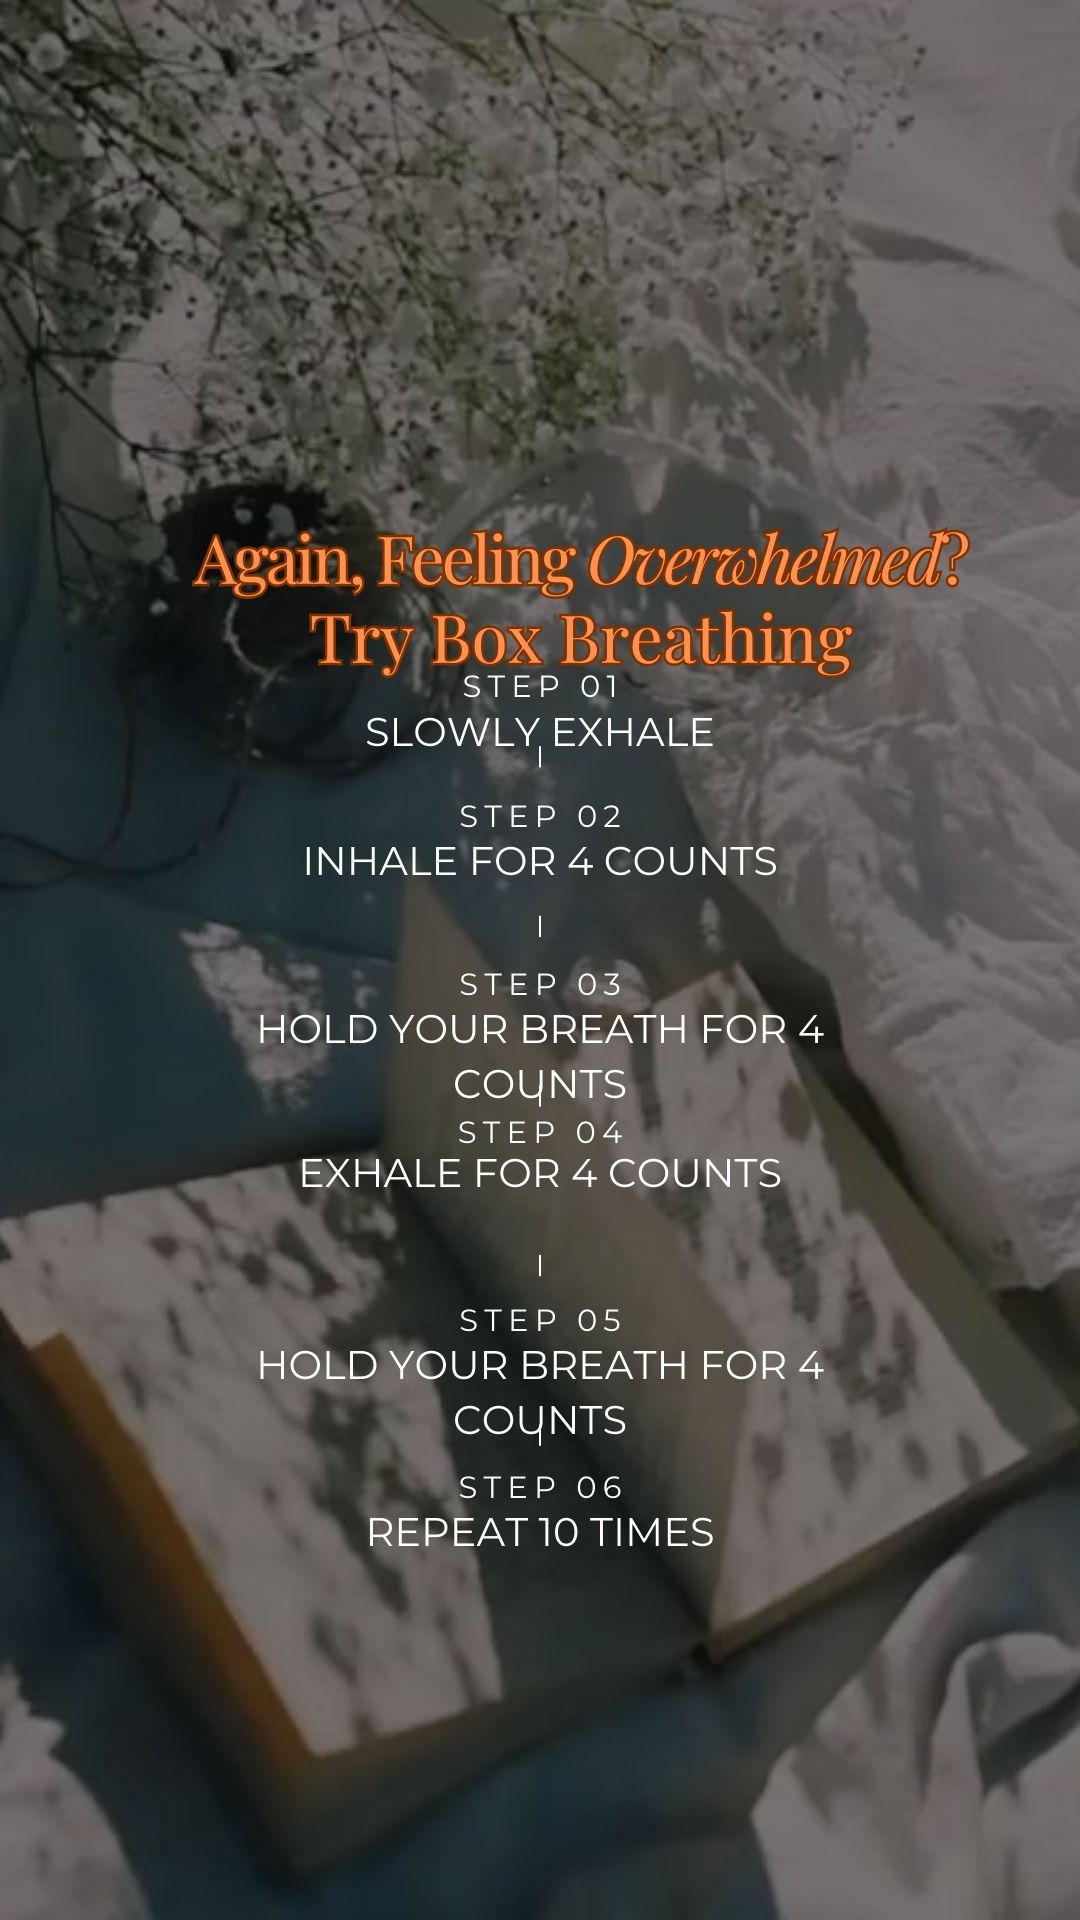 Again, Feeling Overwhelmed?
Try Box Breathing
STEP 01
SLOWLY EXHALE
STEP 02
INHALE FOR 4 COUNTS
STEP 03
HOLD YOUR BREATH FOR 4
COUNTS
STEP 04
EXHALE FOR 4 COUNTS
STEP 05
HOLD YOUR BREATH FOR 4
COUNTS
STEP 06
REPEAT 10 TIMES